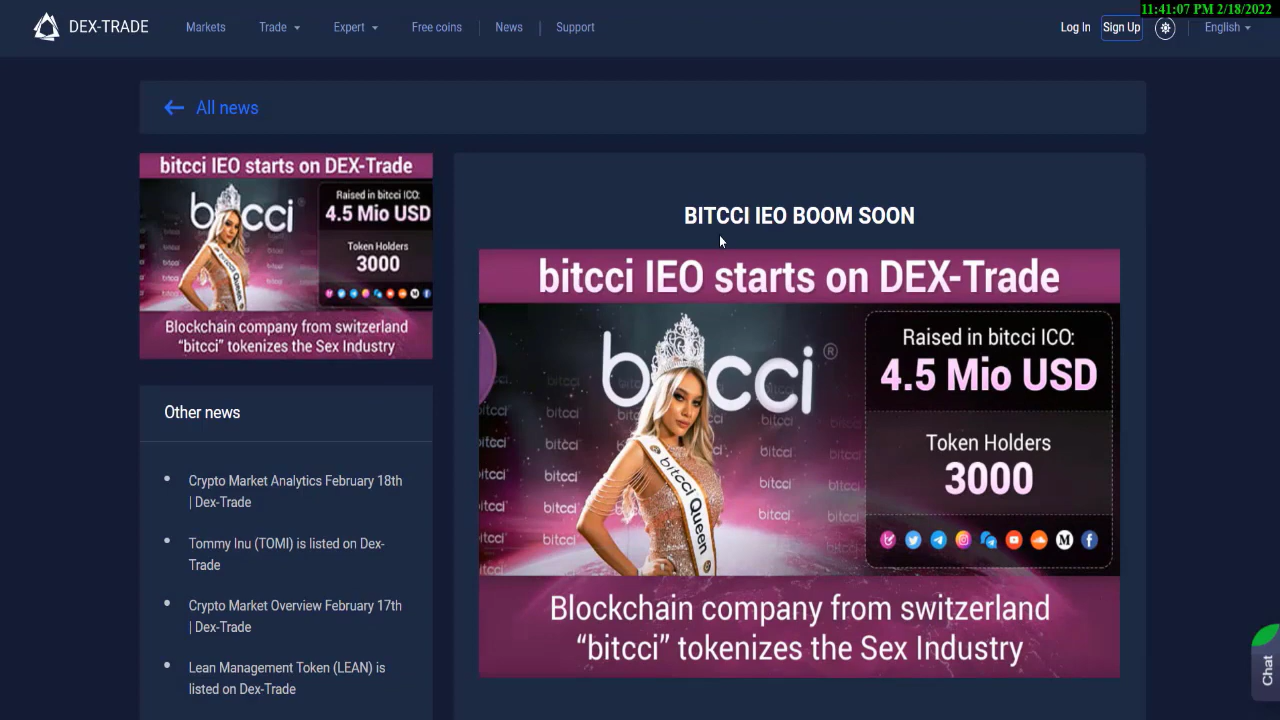 11:41:07 PM 2/18/2022
DEX-TRADE
Markets
Trade
Expert
Free coins
News
Support
Log In
Sign Up
English
All news
bitcci IEO starts on DEX-Trade
bitcci
Raised in bitcci ICO:
4.5 Mio USD
Token Holders
3000
Blockchain company from switzerland
“bitcci” tokenizes the Sex Industry
Other news
Crypto Market Analytics February 18th
| Dex-Trade
Tommy Inu (TOMI) is listed on Dex-
Trade
Crypto Market Overview February 17th
| Dex-Trade
Lean Management Token (LEAN) is
listed on Dex-Trade
BITCCI IEO BOOM SOON
bitcci IEO starts on DEX-Trade
bitcci ®
bitcci Queen
Raised in bitcci ICO:
4.5 Mio USD
Token Holders
3000
Blockchain company from switzerland
“bitcci” tokenizes the Sex Industry
Chat